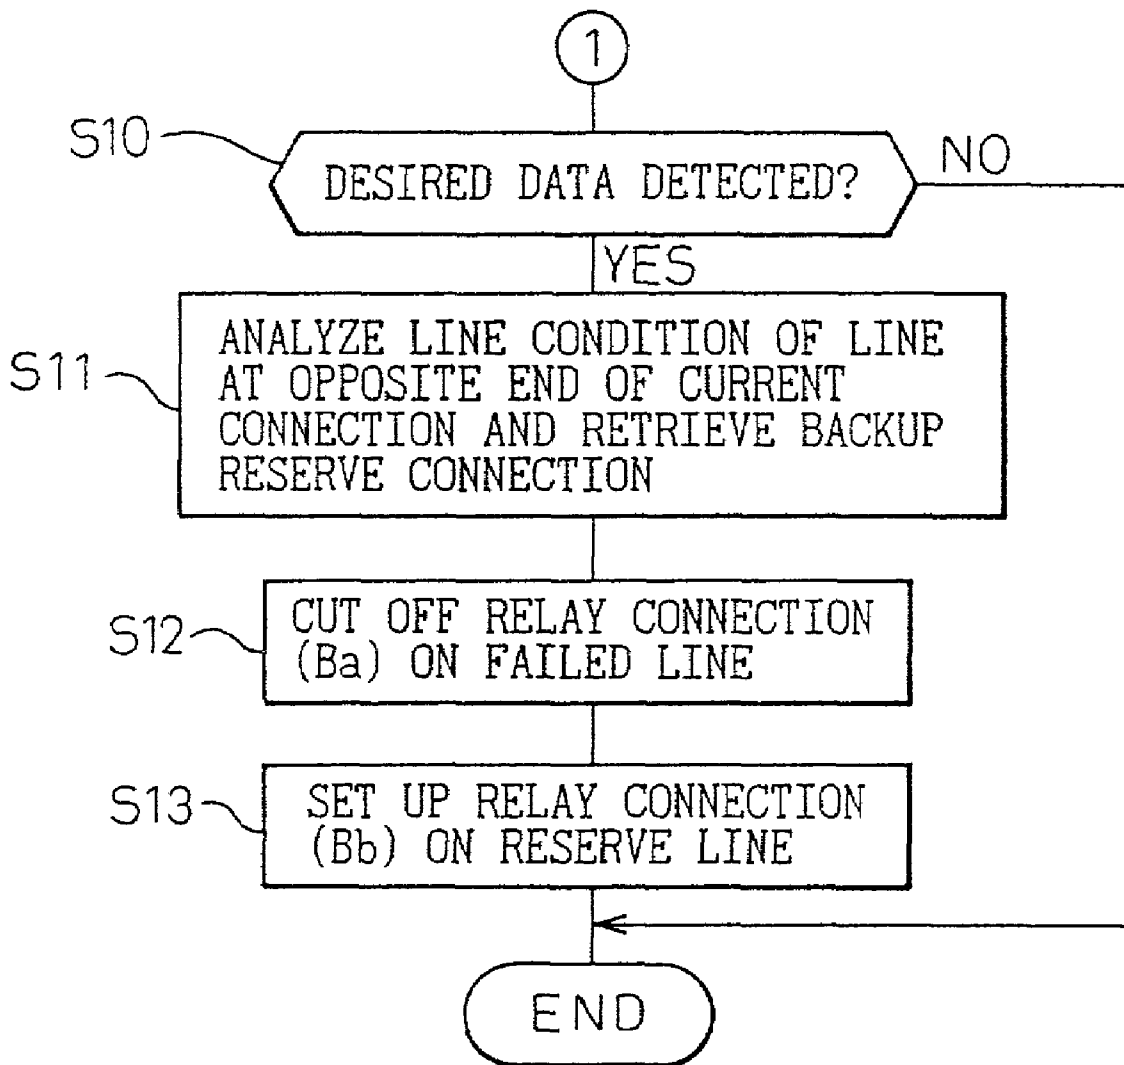 1
S10
DESIRED DATA DETECTED?
NO
YES
S11
ANALYZE LINE CONDITION OF LINE
AT OPPOSITE END OF CURRENT
CONNECTION AND RETRIEVE BACKUP
RESERVE CONNECTION
S12
CUT OFF RELAY CONNECTION
(Ba) ON FAILED LINE
S13
SET UP RELAY CONNECTION
(Bb) ON RESERVE LINE
END